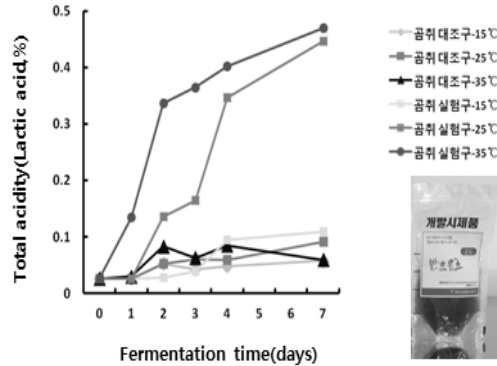 Total acidity(Lactic acid,%)
0.5
0.4
0.3
0.2
0.1
0
0 1 2 3 4 5 6 7
Fermentation time(days)
곰취 대조구-15℃
곰취 대조구-25℃
곰취 대조구-35℃
곰취 실험구-15℃
곰취 실험구-25℃
곰취 실험구-35℃
개발시제품